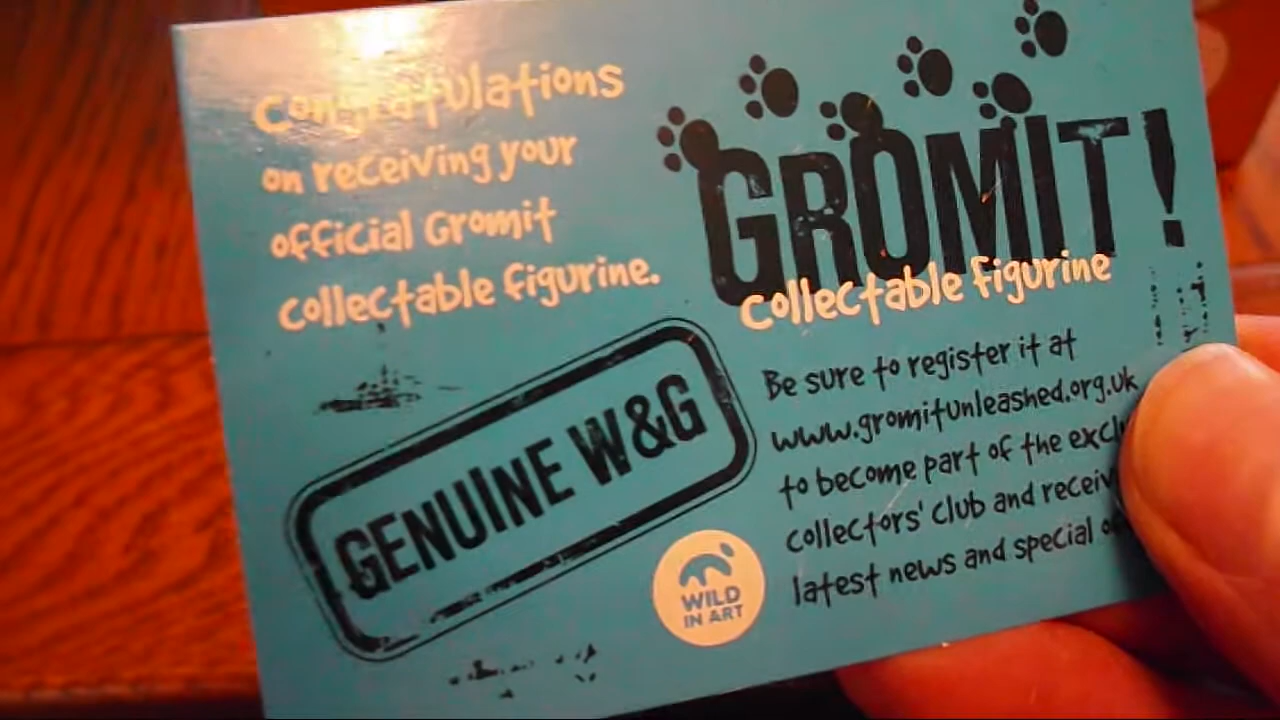 Congratulations
on receiving your
official Gromit
collectable figurine.
GENUINE W&G
GROMIT!
collectable figurine
Be sure to register it at
www.gromitunleashed.org.uk
to become part of the
collectors' club and
latest news and special
WILD
IN ART